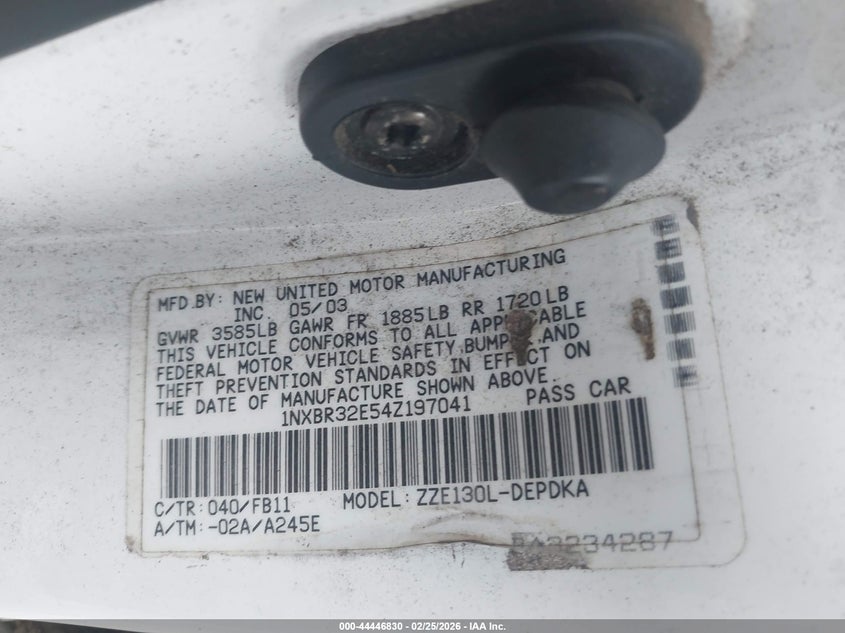 MFD.BY: NEW UNITED MOTOR MANUFACTURING
INC. 05/03
GVWR 3585LB GAWR FR 1885LB RR 1720LB
THIS VEHICLE CONFORMS TO ALL APPLICABLE
FEDERAL MOTOR VEHICLE SAFETY, BUMPER, AND
THEFT PREVENTION STANDARDS IN EFFECT ON
THE DATE OF MANUFACTURE SHOWN ABOVE.
1NXBR32E54Z197041 PASS CAR
C/TR: 040/FB11 MODEL: ZZE130L-DEPDKA
A/TM: -02A/A245E
000-44446830 - 02/25/2026 - IAA Inc.